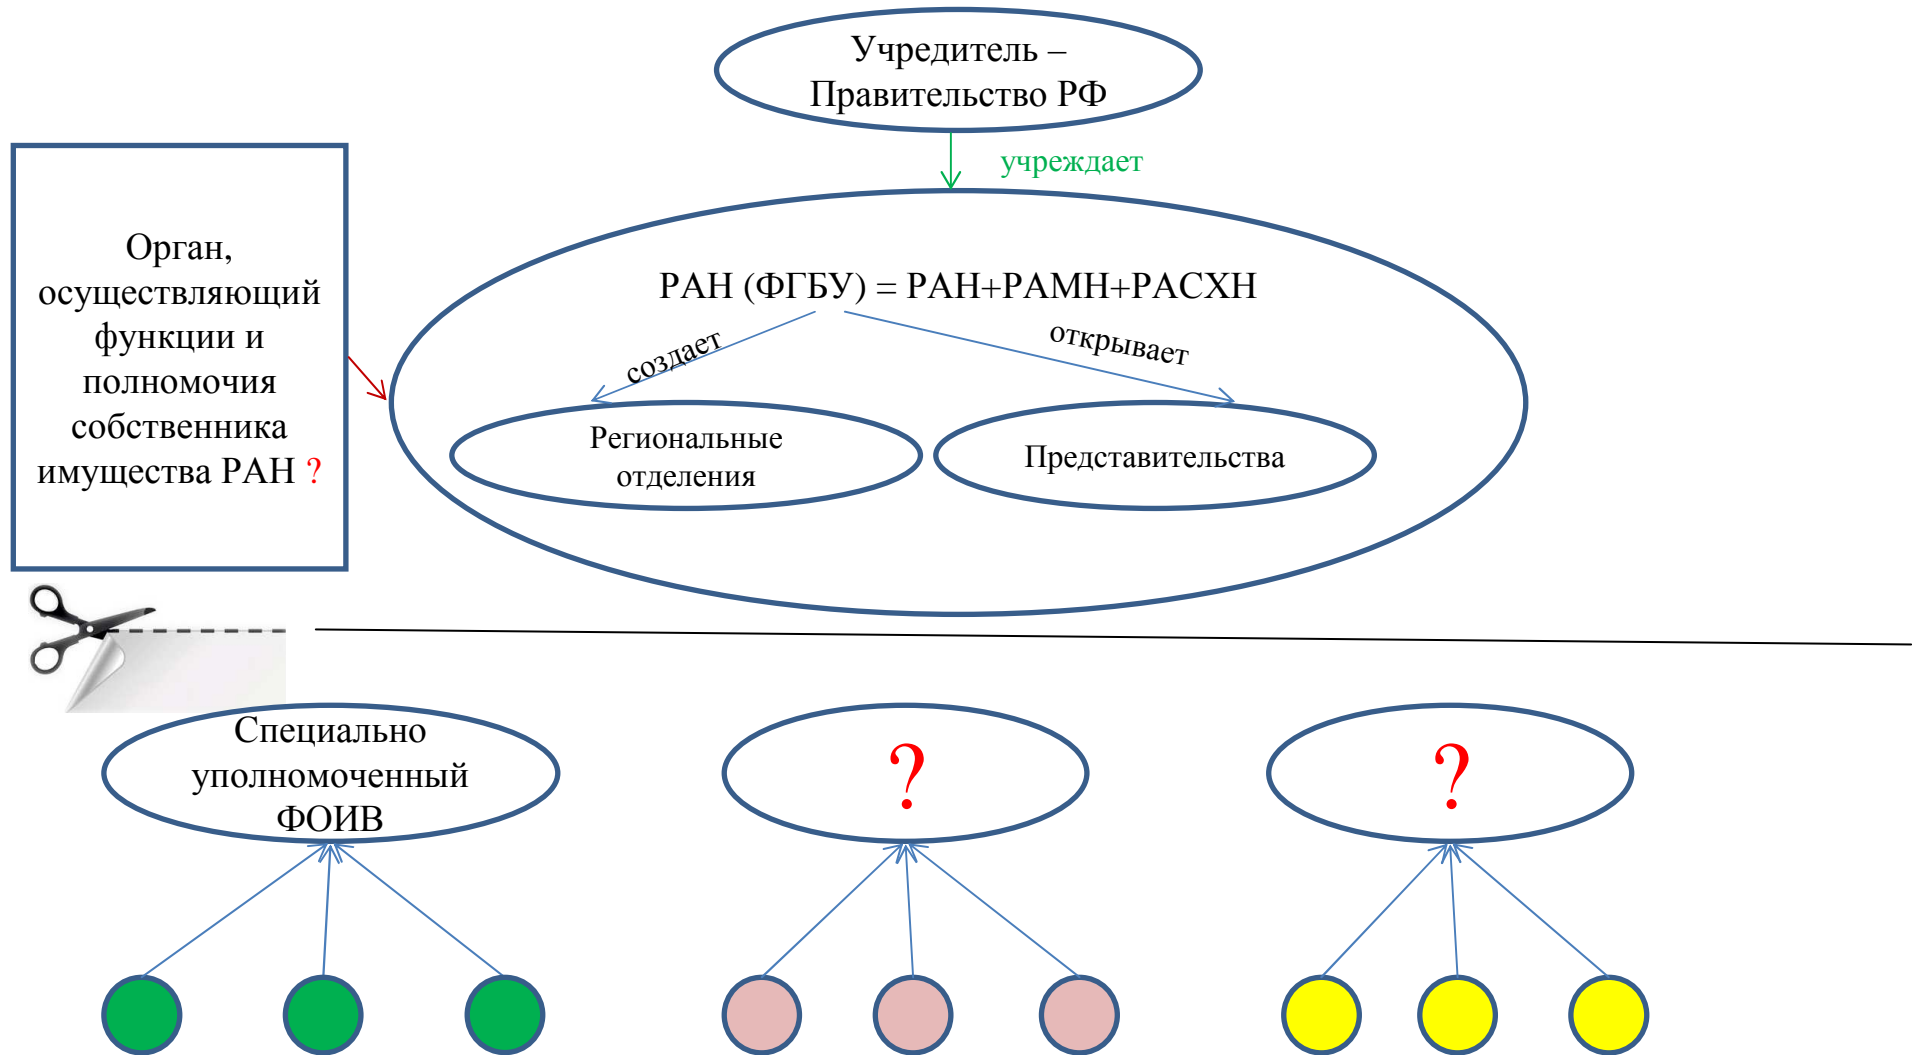 Учредитель –
Правительство РФ
учреждает
Орган,
осуществляющий
функции и
полномочия
собственника
имущества РАН ?
РАН (ФГБУ) = РАН+РАМН+РАСХН
создает
открывает
Региональные
отделения
Представительства
Специально
уполномоченный
ФОИВ
?
?